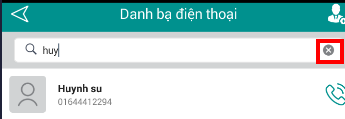 Danh bạ điện thoại
huy
Huynh su
01644412294